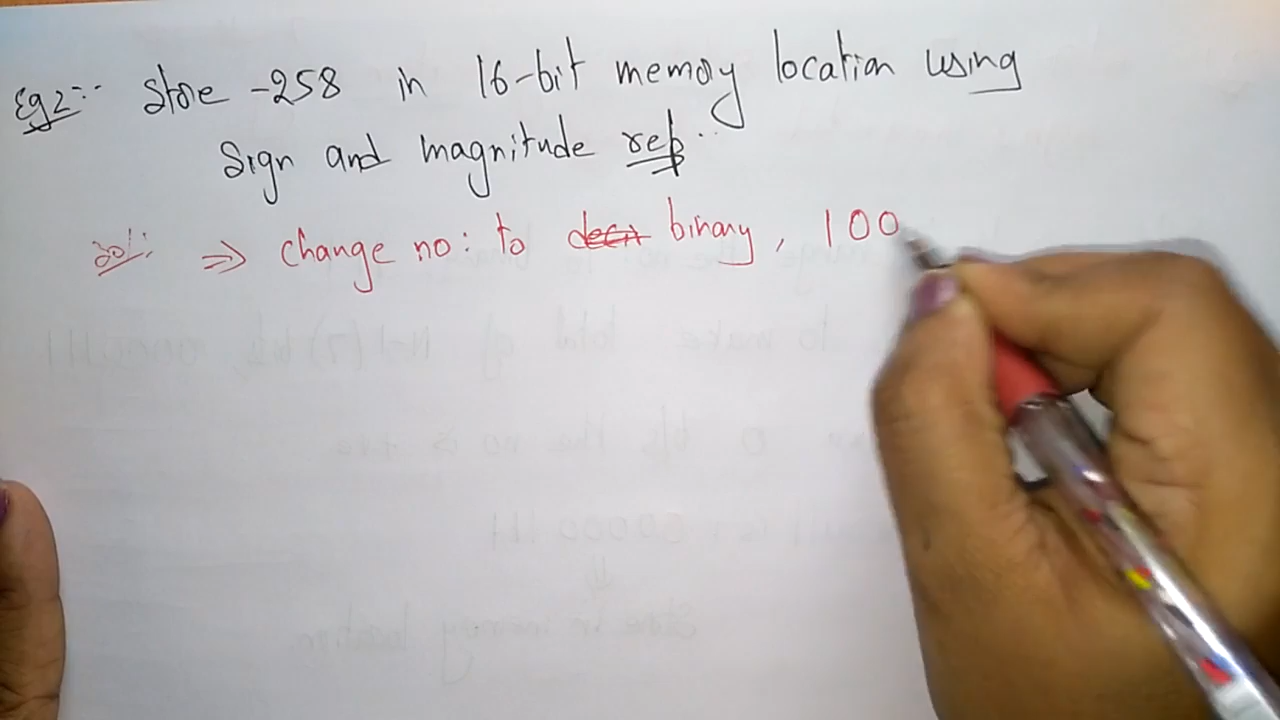 Eg2:- Store -258 in 16-bit memory location using
Sign and magnitude rep..
Sol: ⇒ change no: to binary, 100